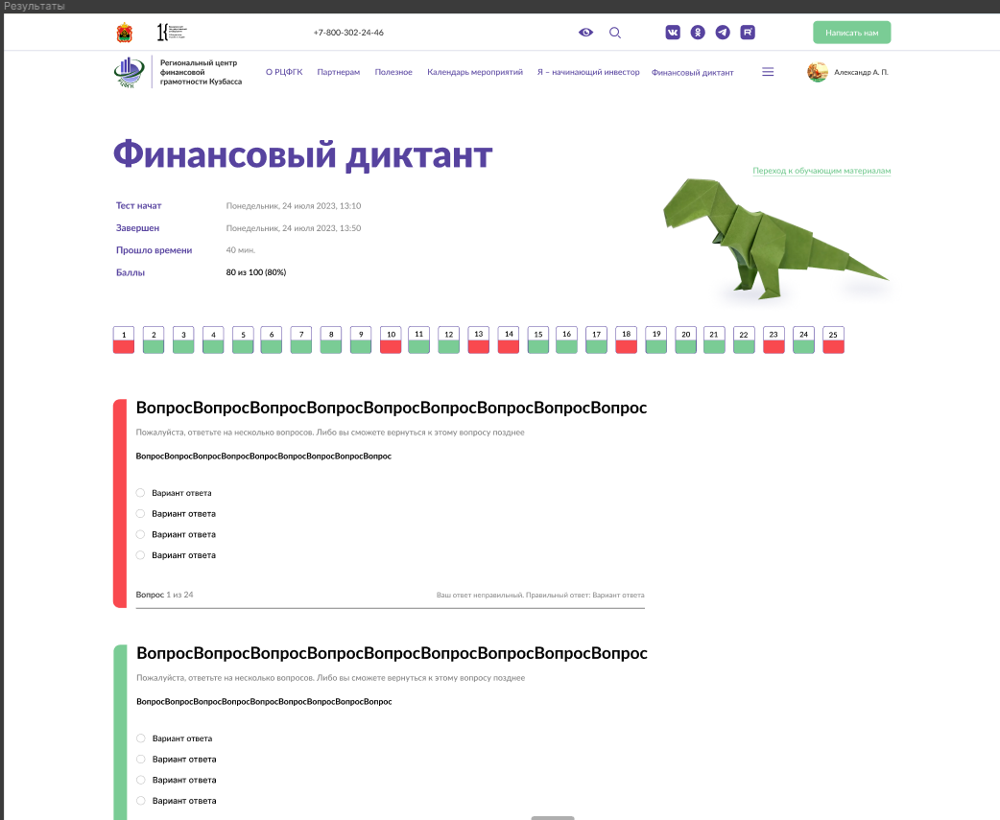 Результаты
+7-800-302-24-46
Написать нам
Региональный центр
финансовой
грамотности Кузбасса
О РЦФГК
Партнерам
Полезное
Календарь мероприятий
Я – начинающий инвестор
Финансовый диктант
Александр А. П.
Финансовый диктант
Переход к обучающим материалам
Тест начат
Понедельник, 24 июля 2023, 13:10
Завершен
Понедельник, 24 июля 2023, 13:50
Прошло времени
40 мин.
Баллы
80 из 100 (80%)
1 2 3 4 5 6 7 8 9 10 11 12 13 14 15 16 17 18 19 20 21 22 23 24 25
ВопросВопросВопросВопросВопросВопросВопросВопросВопрос
Пожалуйста, ответьте на несколько вопросов. Либо вы сможете вернуться к этому вопросу позднее
ВопросВопросВопросВопросВопросВопросВопросВопросВопрос
Вариант ответа
Вариант ответа
Вариант ответа
Вариант ответа
Вопрос 1 из 24
Ваш ответ неправильный. Правильный ответ: Вариант ответа
ВопросВопросВопросВопросВопросВопросВопросВопросВопрос
Пожалуйста, ответьте на несколько вопросов. Либо вы сможете вернуться к этому вопросу позднее
ВопросВопросВопросВопросВопросВопросВопросВопросВопрос
Вариант ответа
Вариант ответа
Вариант ответа
Вариант ответа